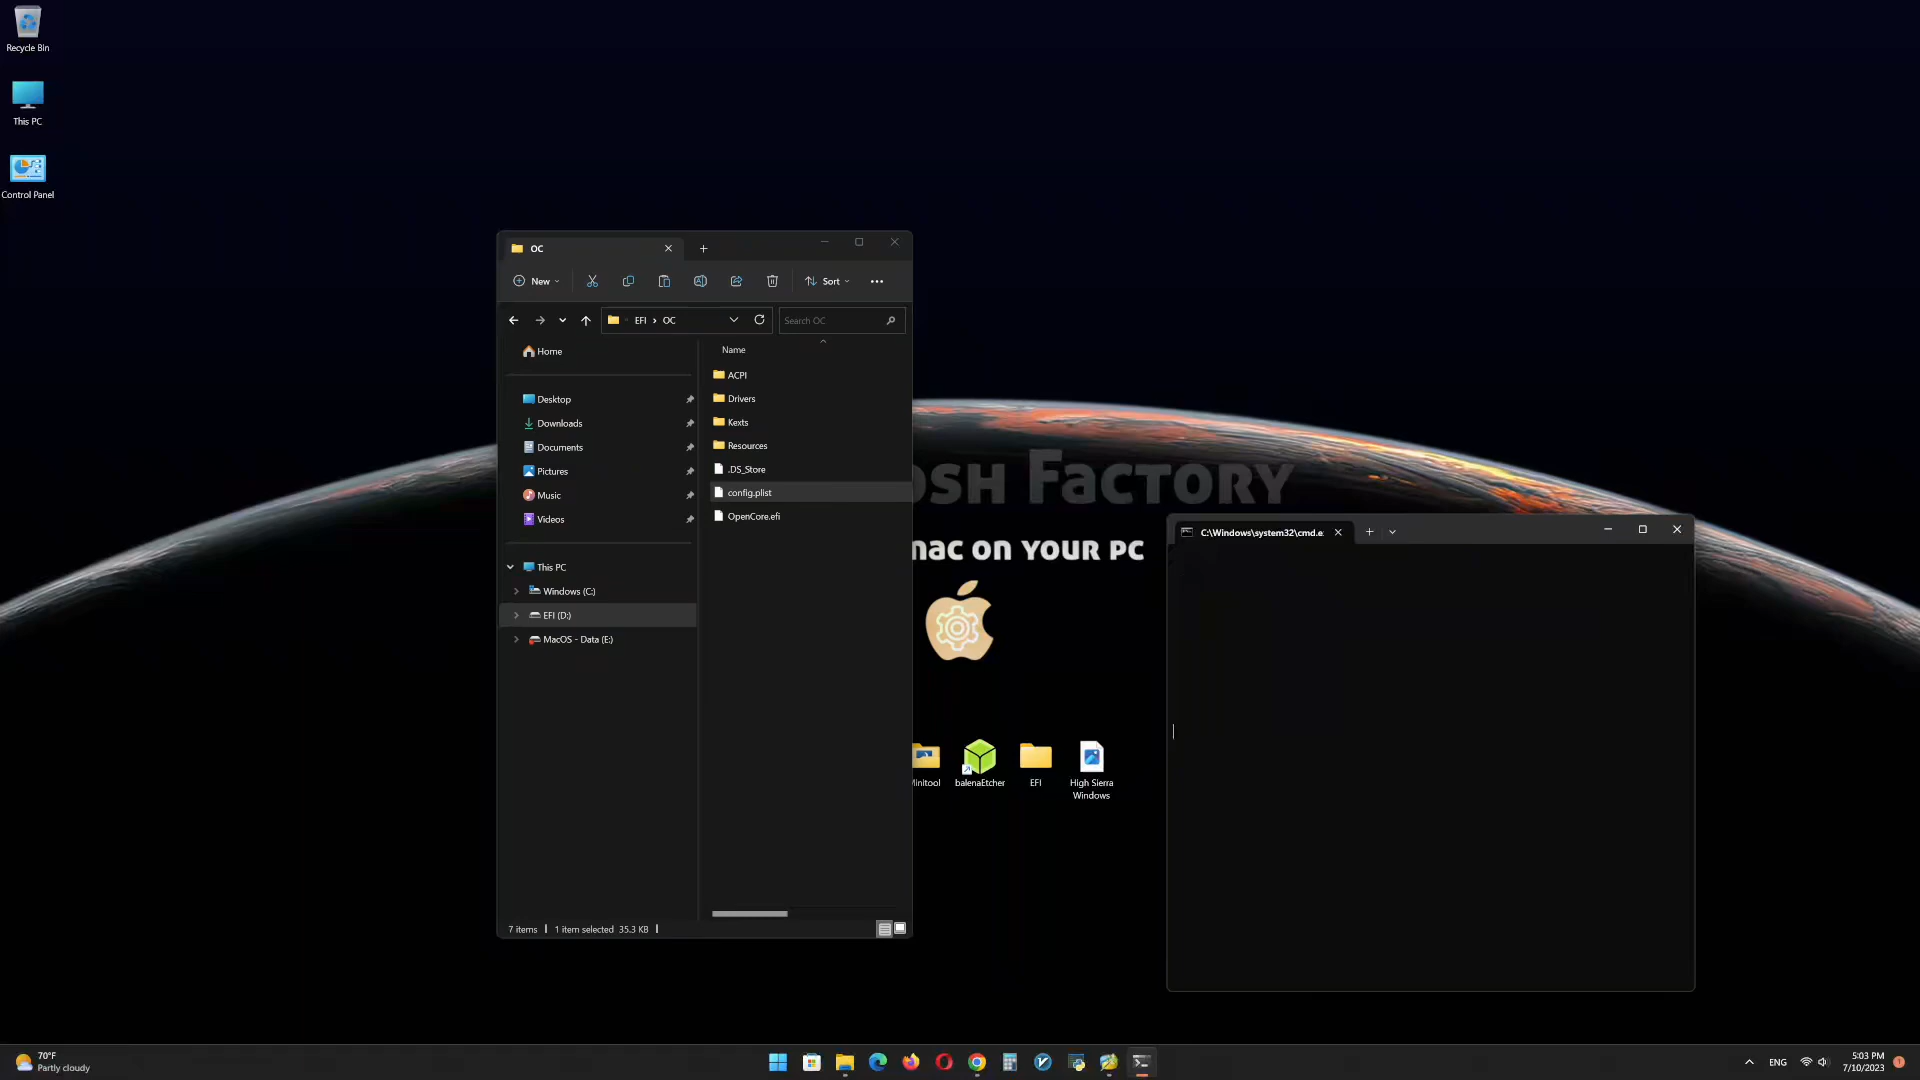 Recycle Bin
This PC
Control Panel
OC
New
Sort
EFI › OC
Search OC
Home
Desktop
Downloads
Documents
Pictures
Music
Videos
This PC
Windows (C:)
EFI (D:)
MacOS - Data (E:)
Name
ACPI
Drivers
Kexts
Resources
.DS_Store
config.plist
OpenCore.efi
7 items
1 item selected 35.3 KB
Factory
on your pc
C:\Windows\system32\cmd.e
balenaEtcher
EFI
High Sierra
Windows
70°F
Partly cloudy
ENG
5:03 PM
7/10/2023